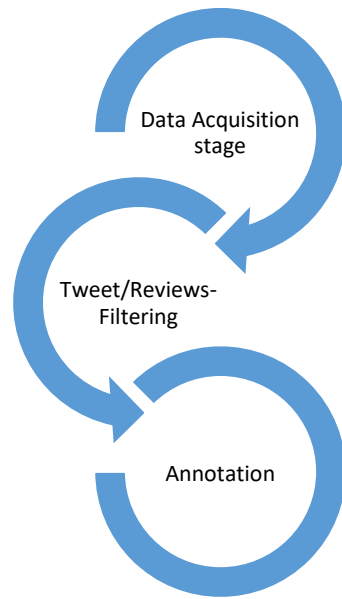 Data Acquisition
stage
Tweet/Reviews-
Filtering
Annotation